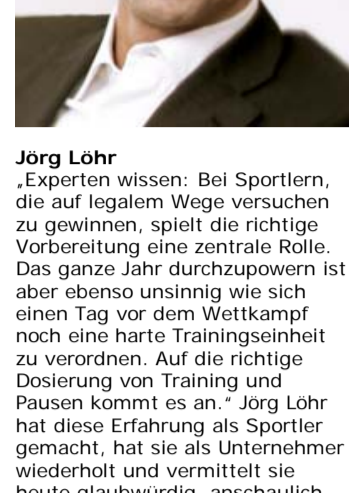 Jörg Löhr
„Experten wissen: Bei Sportlern,
die auf legalem Wege versuchen
zu gewinnen, spielt die richtige
Vorbereitung eine zentrale Rolle.
Das ganze Jahr durchzupowern ist
aber ebenso unsinnig wie sich
einen Tag vor dem Wettkampf
noch eine harte Trainingseinheit
zu verordnen. Auf die richtige
Dosierung von Training und
Pausen kommt es an.“ Jörg Löhr
hat diese Erfahrung als Sportler
gemacht, hat sie als Unternehmer
wiederholt und vermittelt sie
heute glaubwürdig, anschaulich